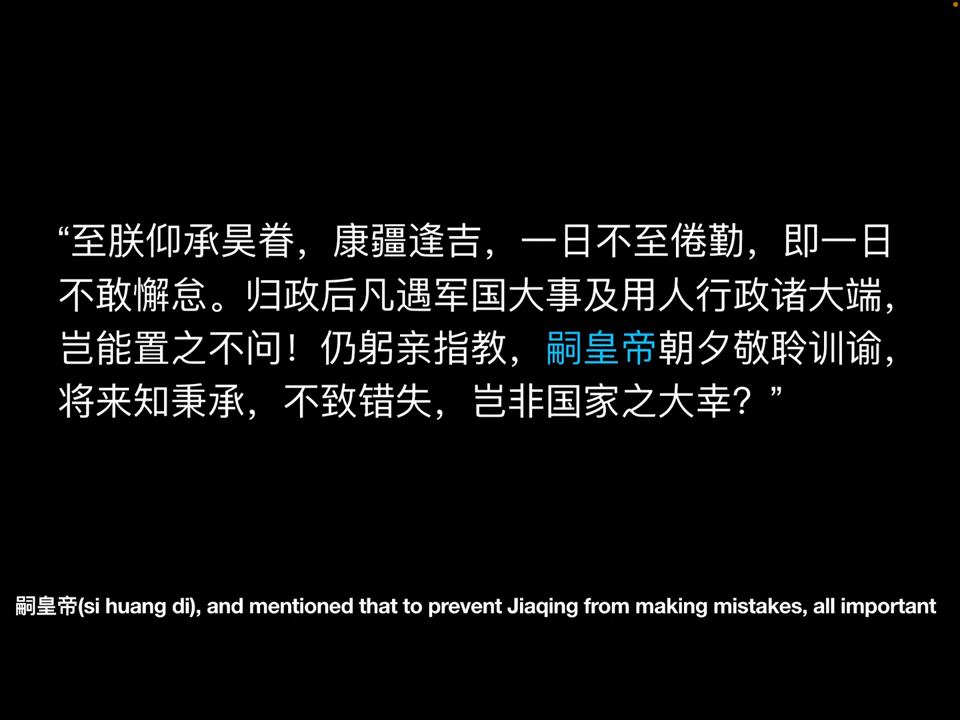 “至朕仰承昊眷，康疆逢吉，一日不至倦勤，即一日
不敢懈怠。归政后凡遇军国大事及用人行政诸大端，
岂能置之不问！仍躬亲指教，嗣皇帝朝夕敬聆训谕，
将来知秉承，不致错失，岂非国家之大幸？”
嗣皇帝(si huang di), and mentioned that to prevent Jiaqing from making mistakes, all important